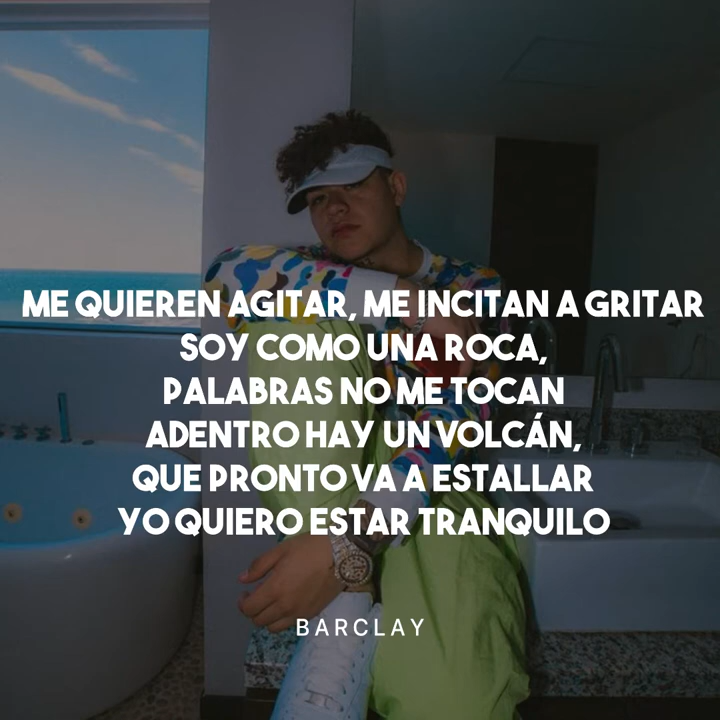 ME QUIEREN AGITAR, ME INCITAN A GRITAR
SOY COMO UNA ROCA,
PALABRAS NO ME TOCAN
ADENTRO HAY UN VOLCÁN,
QUE PRONTO VA A ESTALLAR
YO QUIERO ESTAR TRANQUILO
BARCLAY